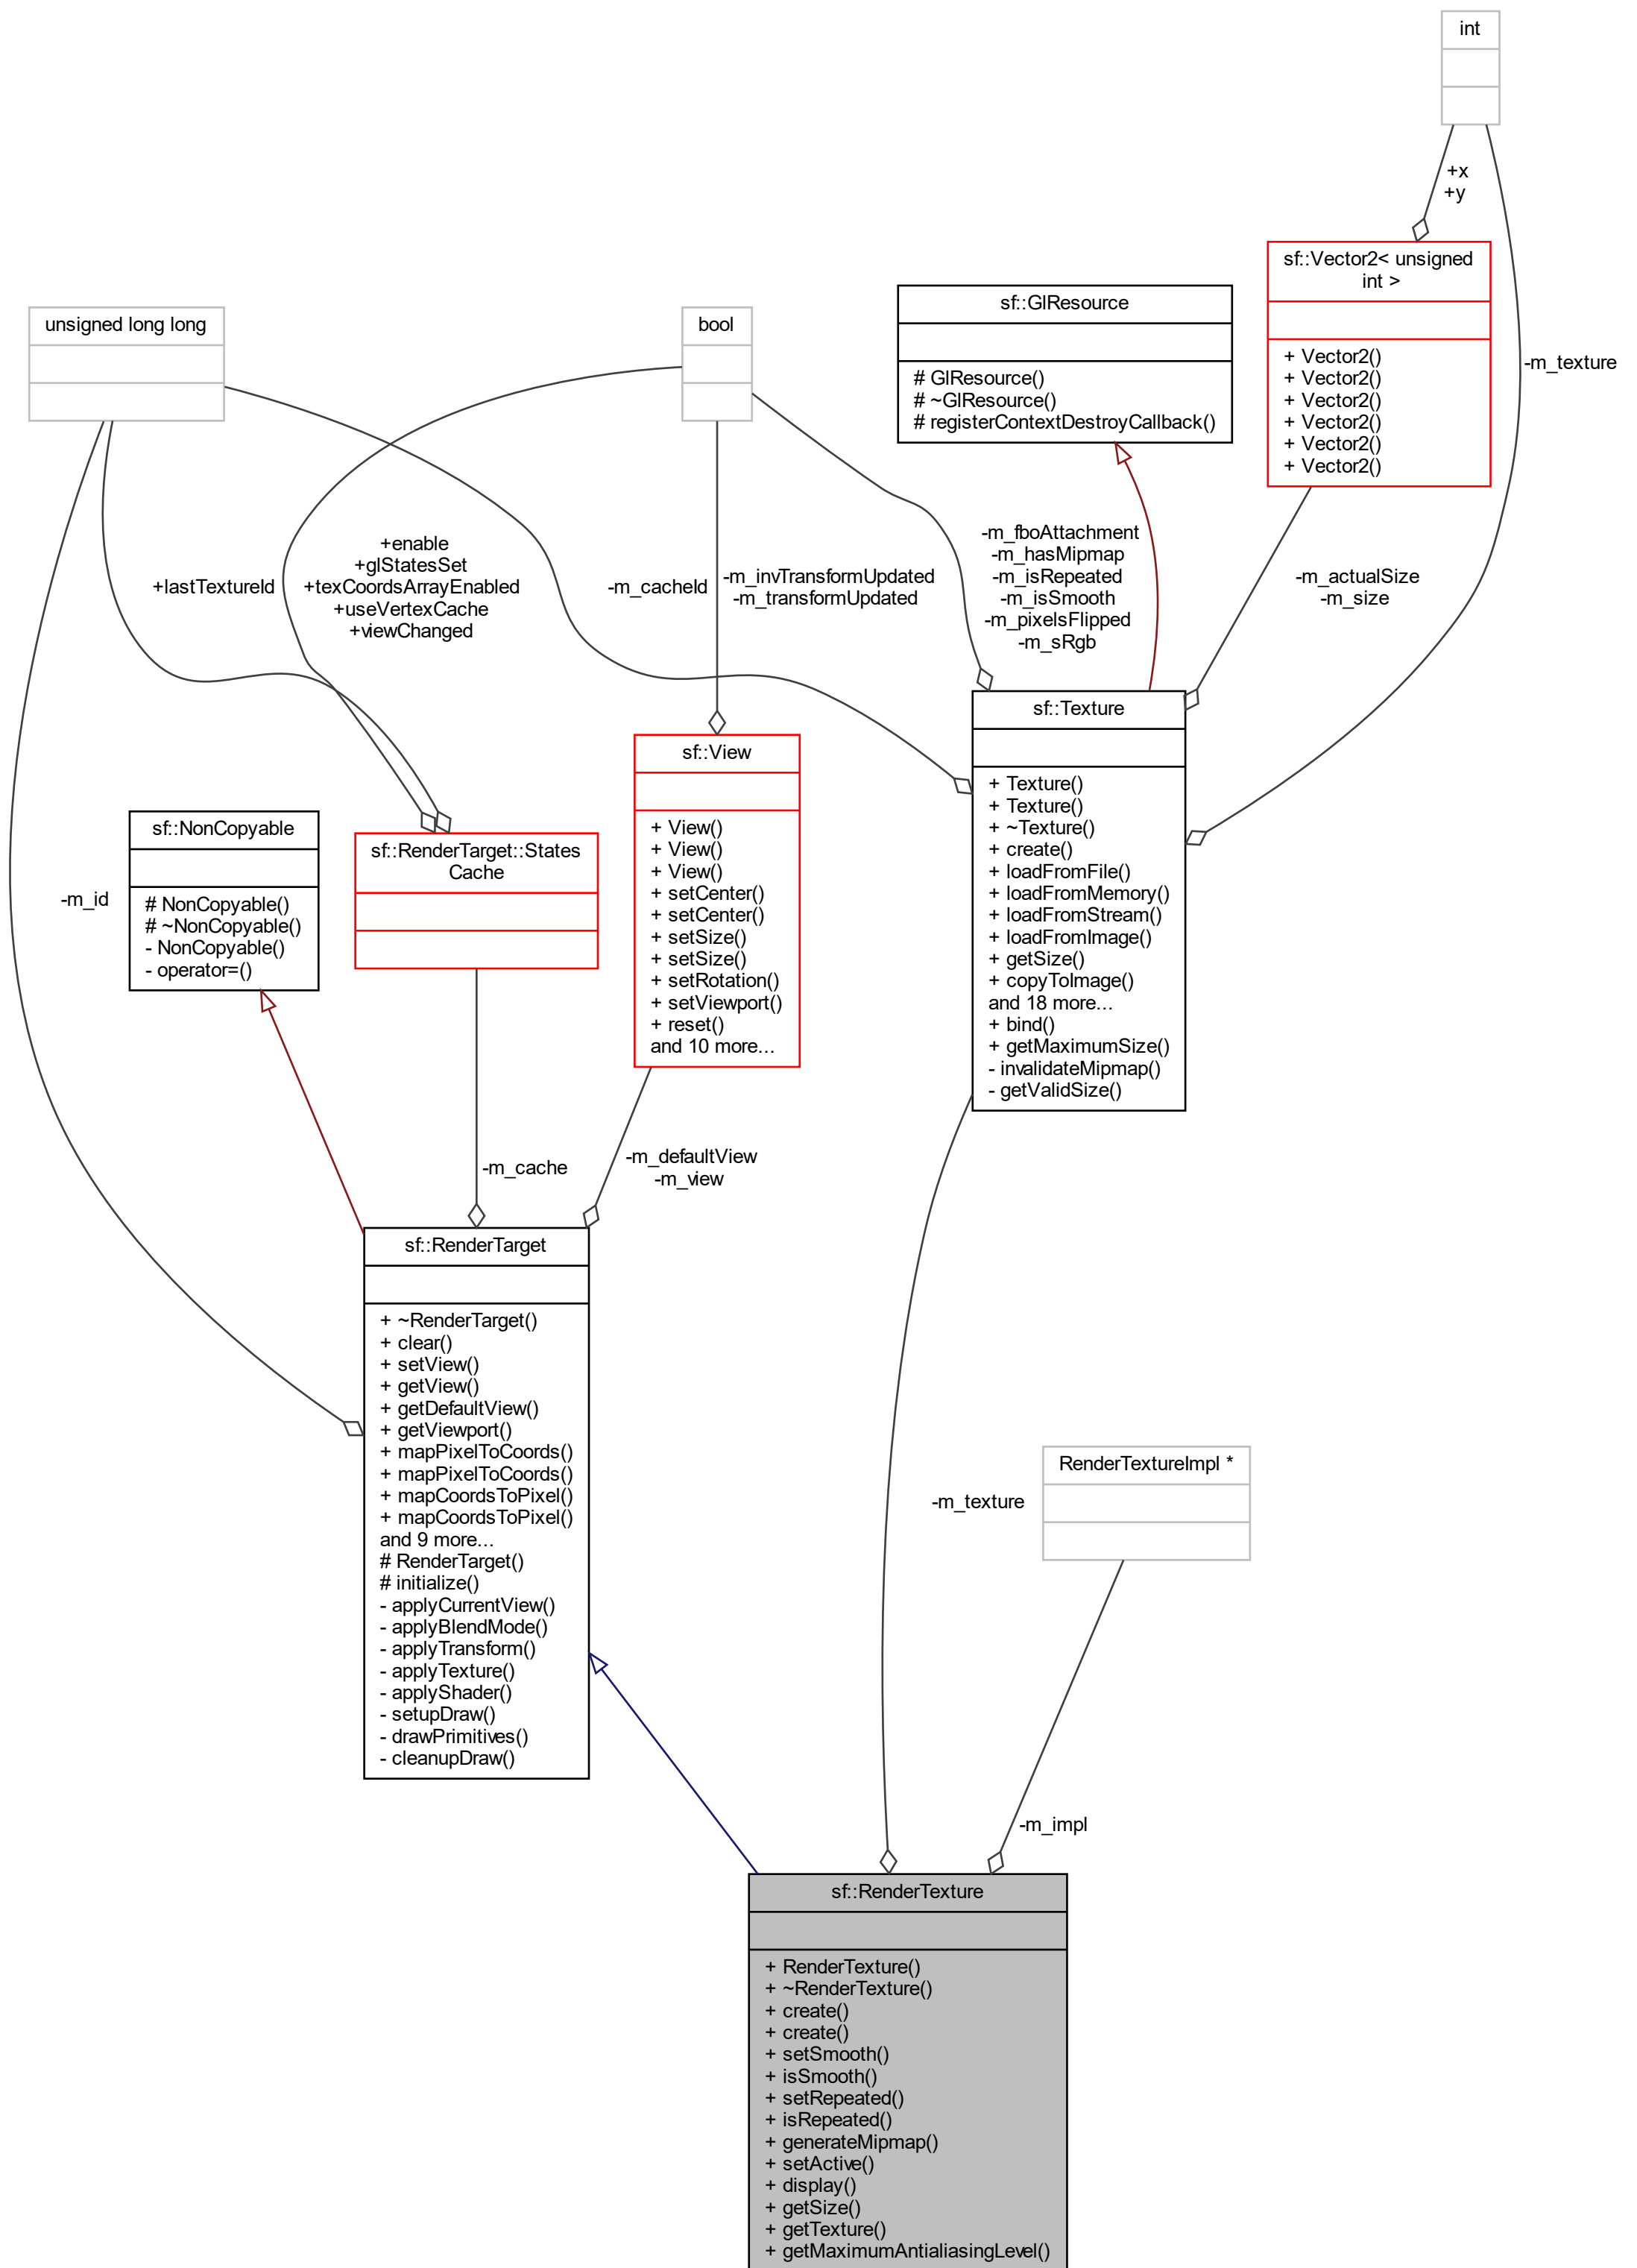 int
+x
+y
sf::Vector2< unsigned
int >
+ Vector2()
+ Vector2()
+ Vector2()
+ Vector2()
+ Vector2()
+ Vector2()
-m_texture
sf::GlResource
# GlResource()
# ~GlResource()
# registerContextDestroyCallback()
unsigned long long
bool
+lastTextureId
+enable
+glStatesSet
+texCoordsArrayEnabled
+useVertexCache
+viewChanged
-m_cacheId
-m_invTransformUpdated
-m_transformUpdated
-m_fboAttachment
-m_hasMipmap
-m_isRepeated
-m_isSmooth
-m_pixelsFlipped
-m_sRgb
-m_actualSize
-m_size
sf::Texture
+ Texture()
+ Texture()
+ ~Texture()
+ create()
+ loadFromFile()
+ loadFromMemory()
+ loadFromStream()
+ loadFromImage()
+ getSize()
+ copyToImage()
and 18 more...
+ bind()
+ getMaximumSize()
- invalidateMipmap()
- getValidSize()
sf::View
+ View()
+ View()
+ View()
+ setCenter()
+ setCenter()
+ setSize()
+ setSize()
+ setRotation()
+ setViewport()
+ reset()
and 10 more...
-m_id
sf::NonCopyable
# NonCopyable()
# ~NonCopyable()
- NonCopyable()
- operator=()
sf::RenderTarget::States
Cache
-m_cache
-m_defaultView
-m_view
sf::RenderTarget
+ ~RenderTarget()
+ clear()
+ setView()
+ getView()
+ getDefaultView()
+ getViewport()
+ mapPixelToCoords()
+ mapPixelToCoords()
+ mapCoordsToPixel()
+ mapCoordsToPixel()
and 9 more...
# RenderTarget()
# initialize()
- applyCurrentView()
- applyBlendMode()
- applyTransform()
- applyTexture()
- applyShader()
- setupDraw()
- drawPrimitives()
- cleanupDraw()
-m_texture
RenderTextureImpl *
-m_impl
sf::RenderTexture
+ RenderTexture()
+ ~RenderTexture()
+ create()
+ create()
+ setSmooth()
+ isSmooth()
+ setRepeated()
+ isRepeated()
+ generateMipmap()
+ setActive()
+ display()
+ getSize()
+ getTexture()
+ getMaximumAntialiasingLevel()